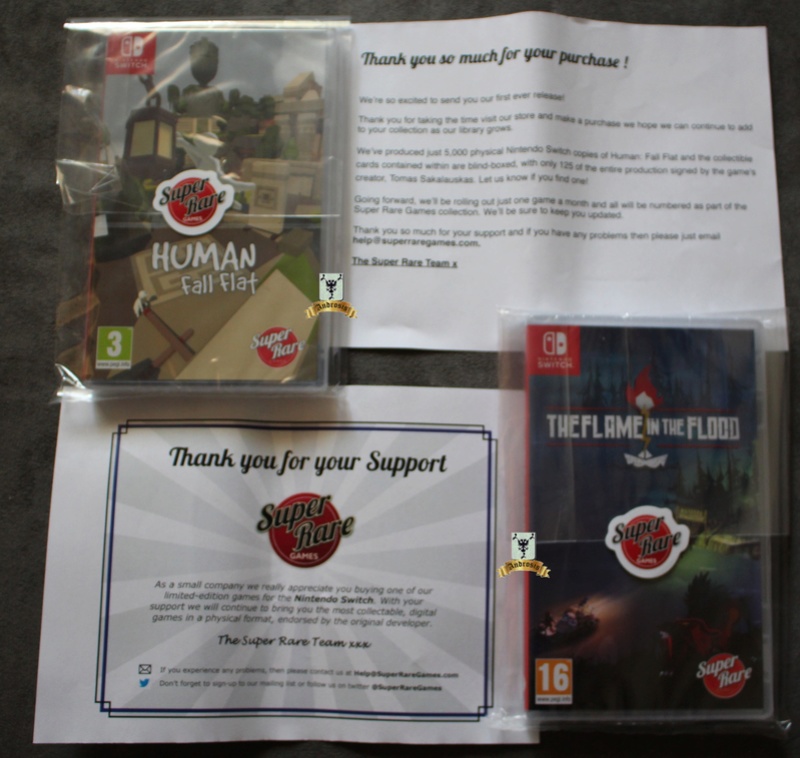 NINTENDO
SWITCH
Super
Rare
GAMES
HUMAN
Fall Flat
3
www.pegi.info
Super
Rare
Androsis
Thank you so much for your purchase !
We're so excited to send you our first ever release!
Thank you for taking the time visit our store and make a purchase we hope we can continue to add
to your collection as our library grows.
We've produced just 5,000 physical Nintendo Switch copies of Human: Fall Flat and the collectible
cards contained within are blind-boxed, with only 125 of the entire production signed by the game's
creator, Tomas Sakalauskas. Let us know if you find one!
Going forward, we'll be rolling out just one game a month and all will be numbered as part of the
Super Rare Games collection. We'll be sure to keep you updated.
Thank you so much for your support and if you have any problems then please just email
help@superraregames.com.
The Super Rare Team x
Thank you for your Support
Super
Rare
GAMES
As a small company we really appreciate you buying one of our
limited-edition games for the Nintendo Switch. With your
support we will continue to bring you the most collectable, digital
games in a physical format, endorsed by the original developer.
The Super Rare Team xxx
If you experience any problems, then please contact us at Help@SuperRareGames.com
Don't forget to sign-up to our mailing list or follow us on twitter @SuperRareGames
NINTENDO
SWITCH
THE FLAME IN THE FLOOD
Super
Rare
GAMES
Androsis
16
www.pegi.info
Super
Rare